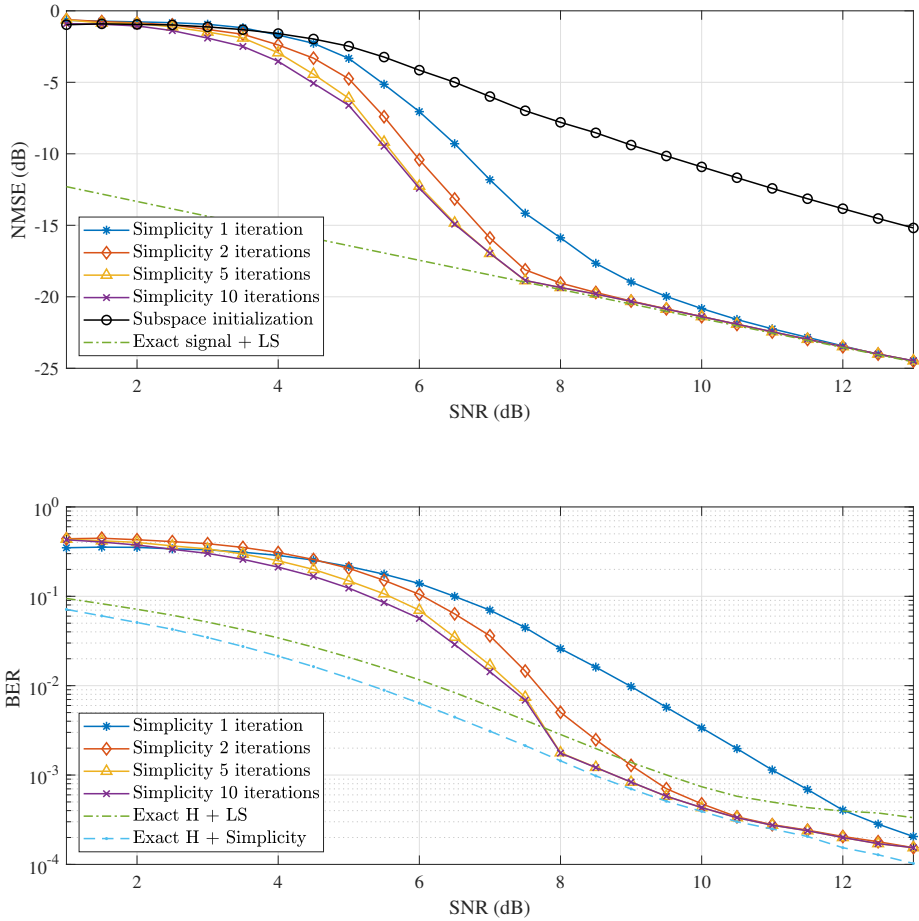 0
-5
-10
-15
-20
-25
NMSE (dB)
Simplicity 1 iteration
Simplicity 2 iterations
Simplicity 5 iterations
Simplicity 10 iterations
Subspace initialization
Exact signal + LS
2 4 6 8 10 12
SNR (dB)
10^0
10^-1
10^-2
10^-3
10^-4
BER
Simplicity 1 iteration
Simplicity 2 iterations
Simplicity 5 iterations
Simplicity 10 iterations
Exact H + LS
Exact H + Simplicity
2 4 6 8 10 12
SNR (dB)